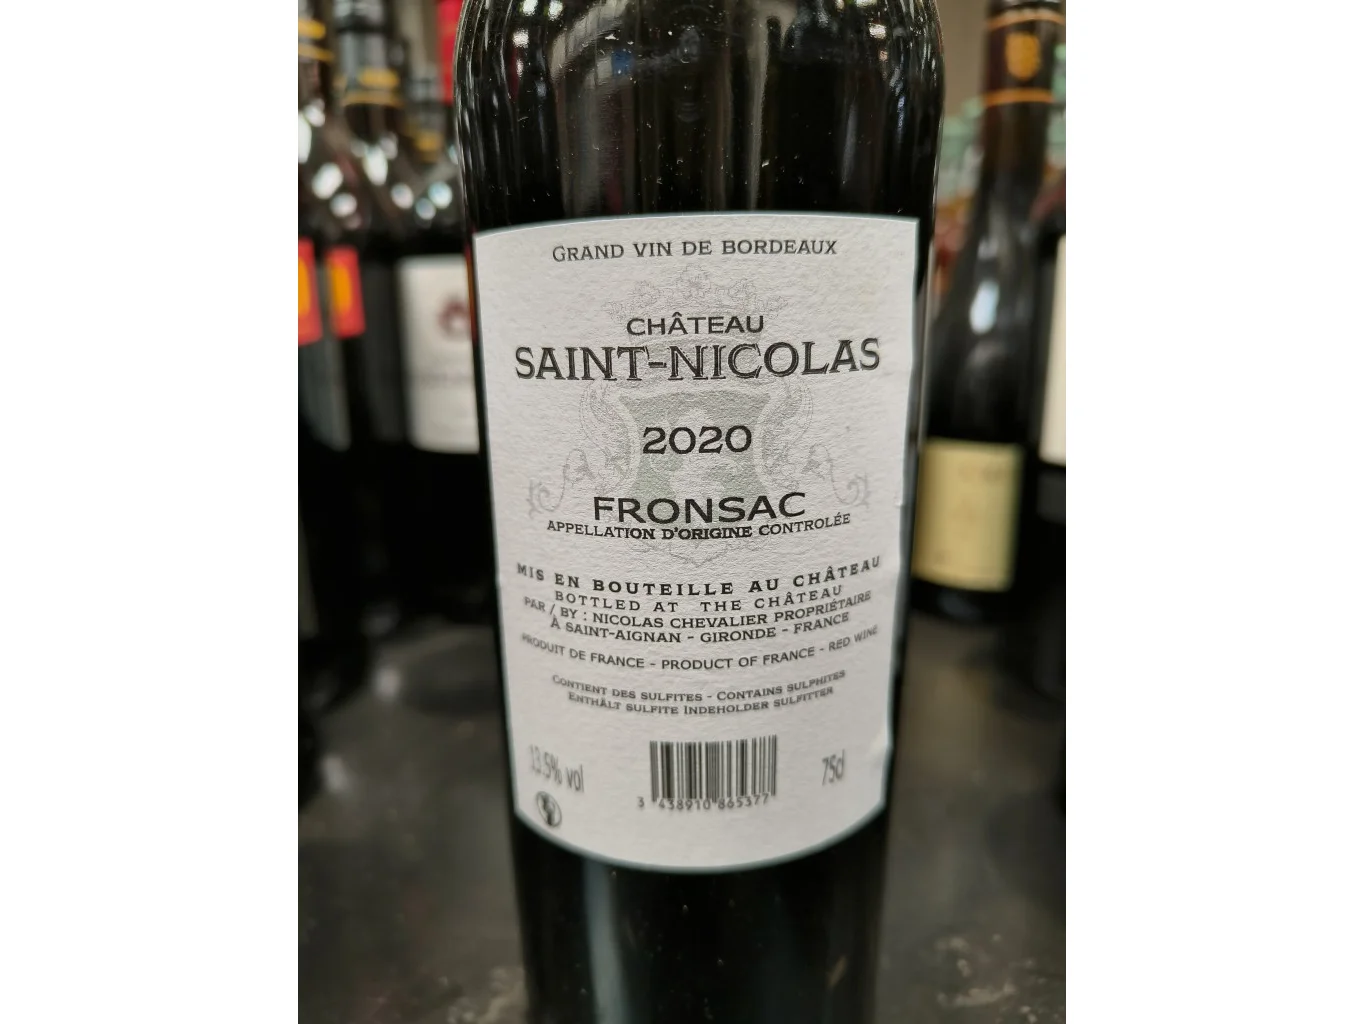 GRAND VIN DE BORDEAUX
CHÂTEAU
SAINT-NICOLAS
2020
FRONSAC
APPELLATION D'ORIGINE CONTROLÉE
MIS EN BOUTEILLE AU CHÂTEAU
BOTTLED AT THE CHÂTEAU
PAR / BY : NICOLAS CHEVALIER PROPRIÉTAIRE
À SAINT-AIGNAN - GIRONDE - FRANCE
PRODUIT DE FRANCE - PRODUCT OF FRANCE - RED WINE
CONTIENT DES SULFITES - CONTAINS SULPHITES
ENTHÄLT SULFITE INDEHOLDER SULFITTER
13.5% vol
75cl
3 438910 865377